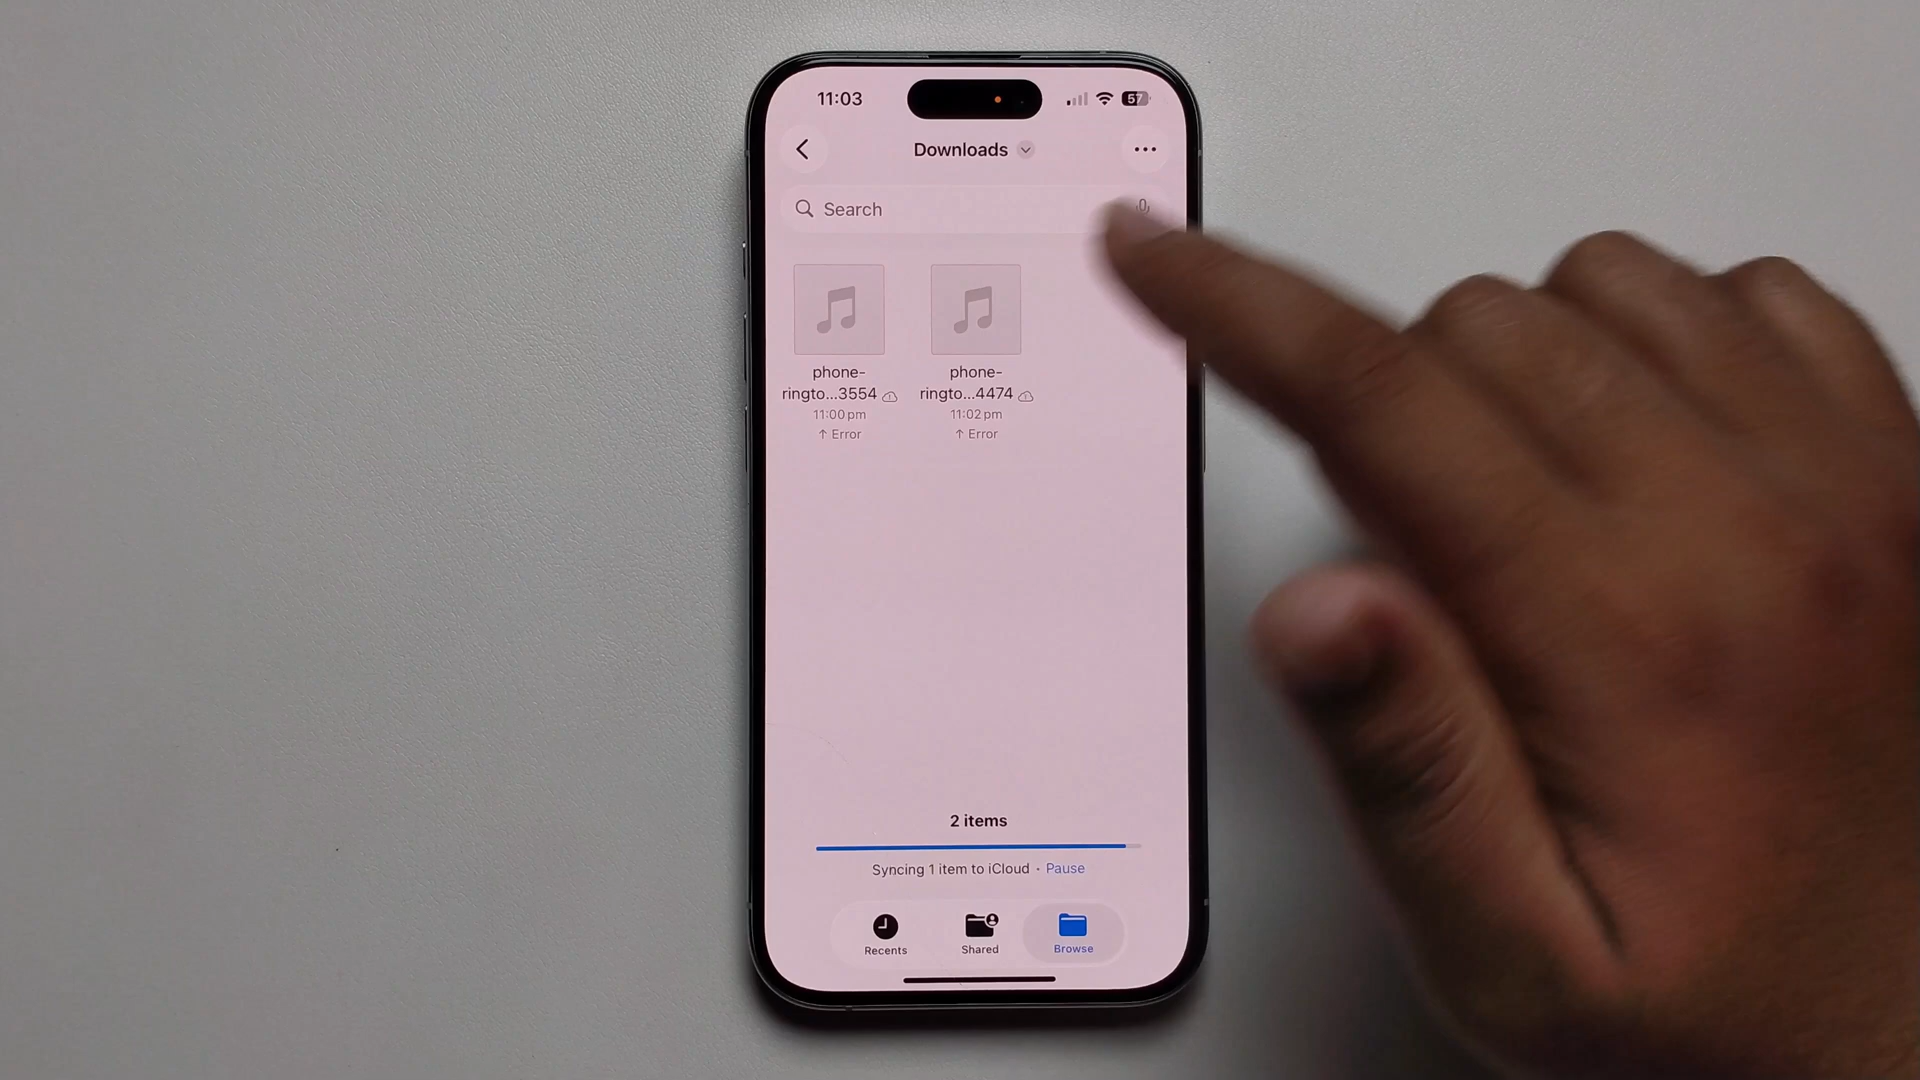 11:03
57
Downloads
Search
phone-
ringto...3554
11:00 pm
↑ Error
phone-
ringto...4474
11:02 pm
↑ Error
2 items
Syncing 1 item to iCloud · Pause
Recents
Shared
Browse